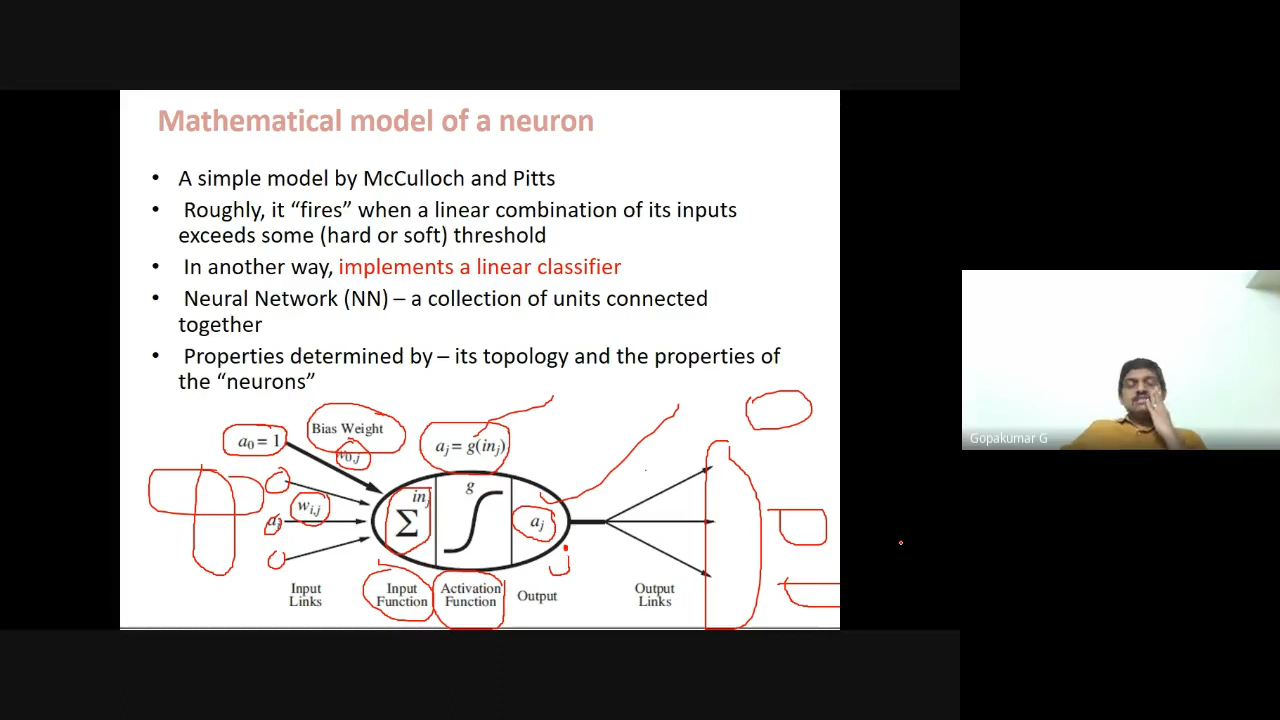 Mathematical model of a neuron
• A simple model by McCulloch and Pitts
• Roughly, it “fires” when a linear combination of its inputs
exceeds some (hard or soft) threshold
• In another way, implements a linear classifier
• Neural Network (NN) – a collection of units connected
together
• Properties determined by – its topology and the properties of
the “neurons”
Bias Weight
a₀ = 1
w₀,ⱼ
aⱼ = g(inⱼ)
inⱼ
g
wᵢ,ⱼ
Σ
aⱼ
Input
Links
Input
Function
Activation
Function
Output
Output
Links
Gopakumar G